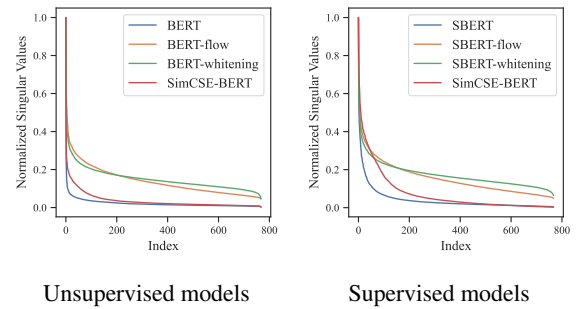 1.0
0.8
0.6
0.4
0.2
0.0
Normalized Singular Values
BERT
BERT-flow
BERT-whitening
SimCSE-BERT
0 200 400 600 800
Index
Unsupervised models
1.0
0.8
0.6
0.4
0.2
0.0
Normalized Singular Values
SBERT
SBERT-flow
SBERT-whitening
SimCSE-BERT
0 200 400 600 800
Index
Supervised models